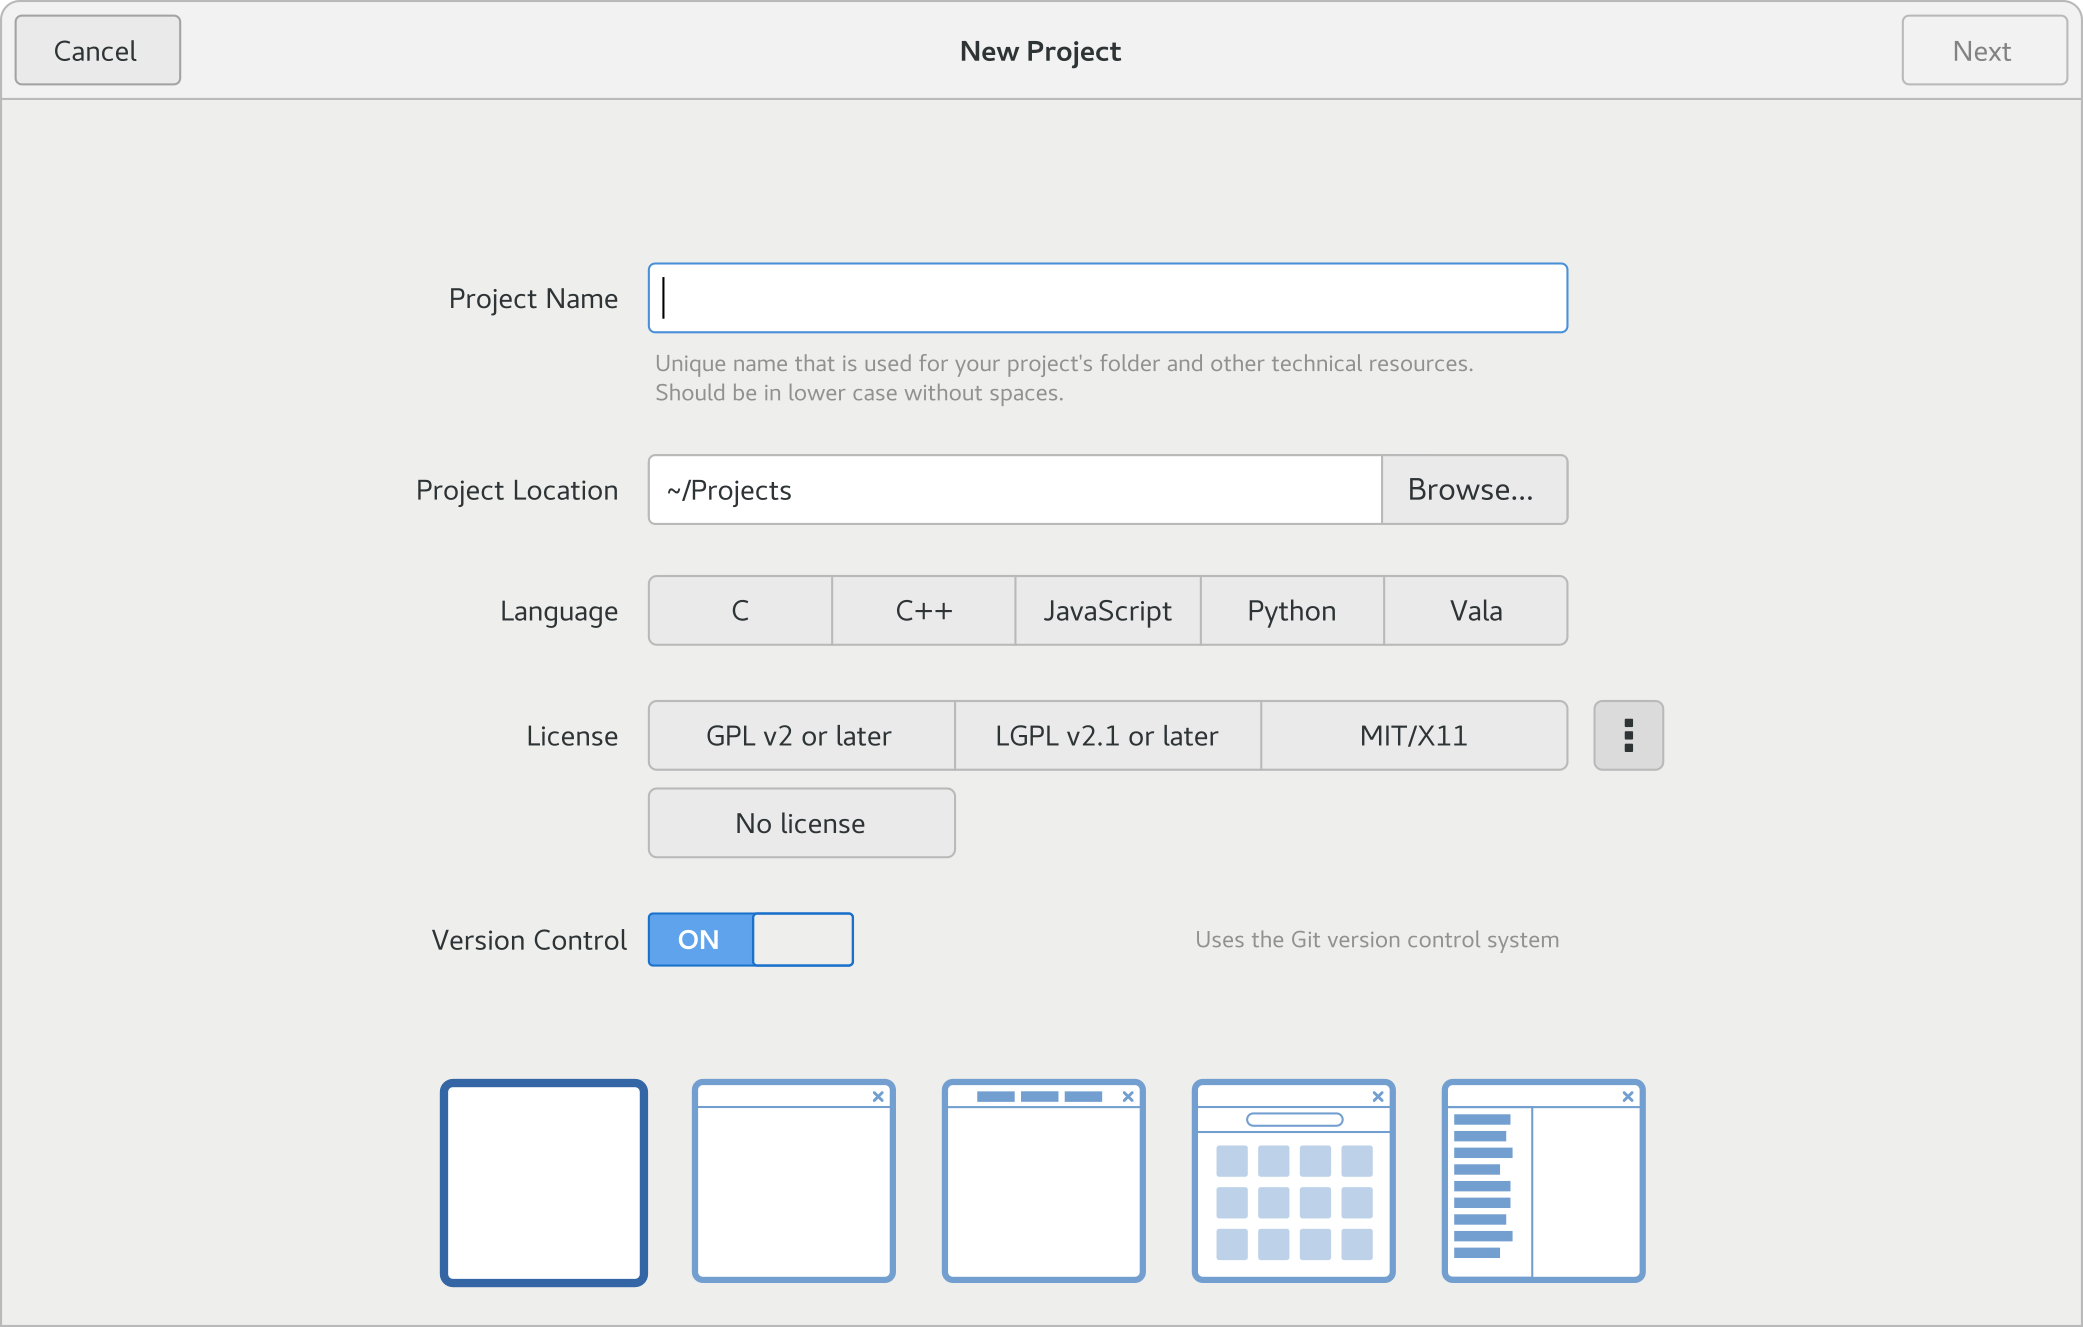 Cancel
New Project
Next
Project Name
Unique name that is used for your project's folder and other technical resources.
Should be in lower case without spaces.
Project Location
~/Projects
Browse...
Language
C
C++
JavaScript
Python
Vala
License
GPL v2 or later
LGPL v2.1 or later
MIT/X11
No license
Version Control
ON
Uses the Git version control system